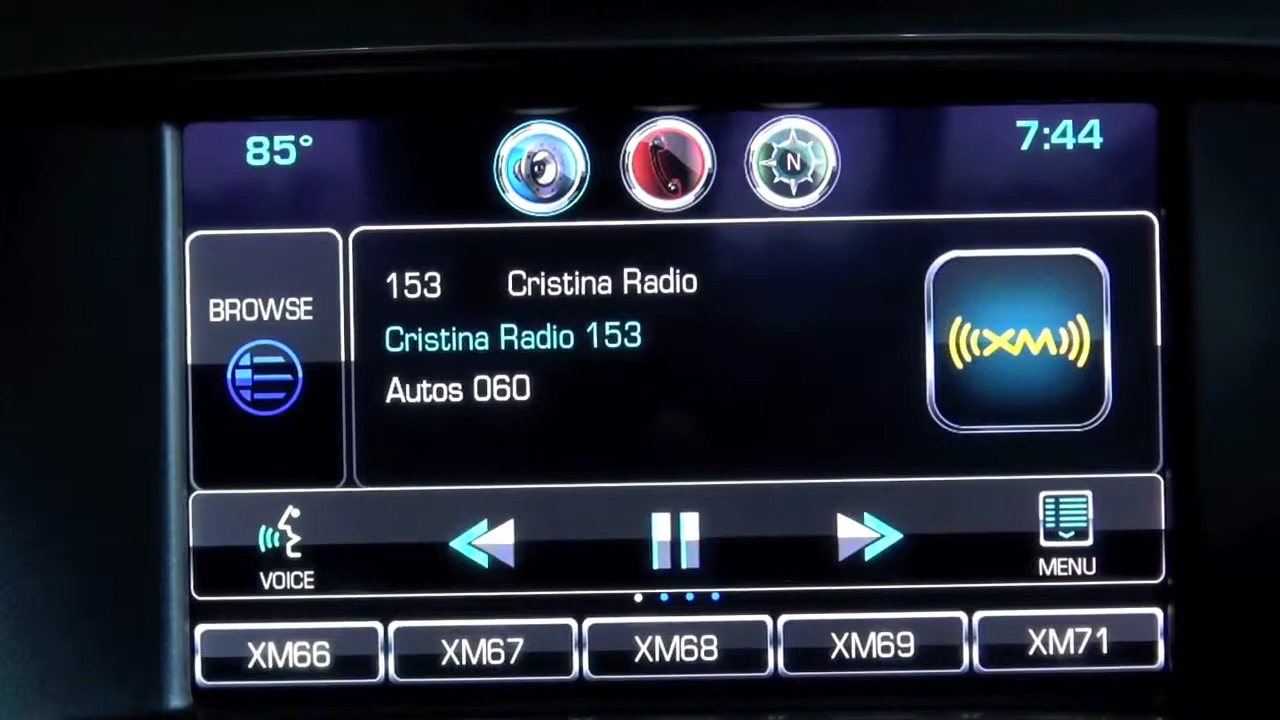 85° 7:44
N
BROWSE
153 Cristina Radio
Cristina Radio 153
Autos 060
XM
VOICE
MENU
XM66 XM67 XM68 XM69 XM71